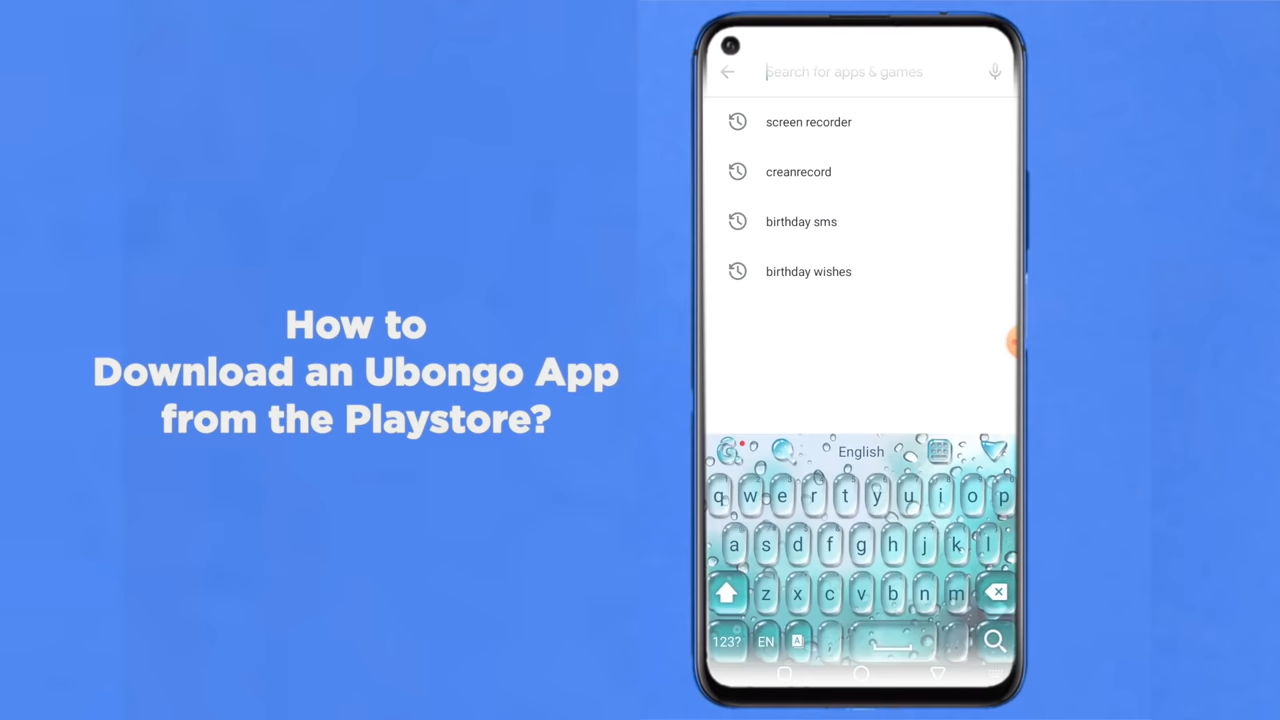 How to
Download an Ubongo App
from the Playstore?
Search for apps & games
screen recorder
creanrecord
birthday sms
birthday wishes
English
q w e r t y u i o p
a s d f g h j k l
z x c v b n m
123? EN A ,